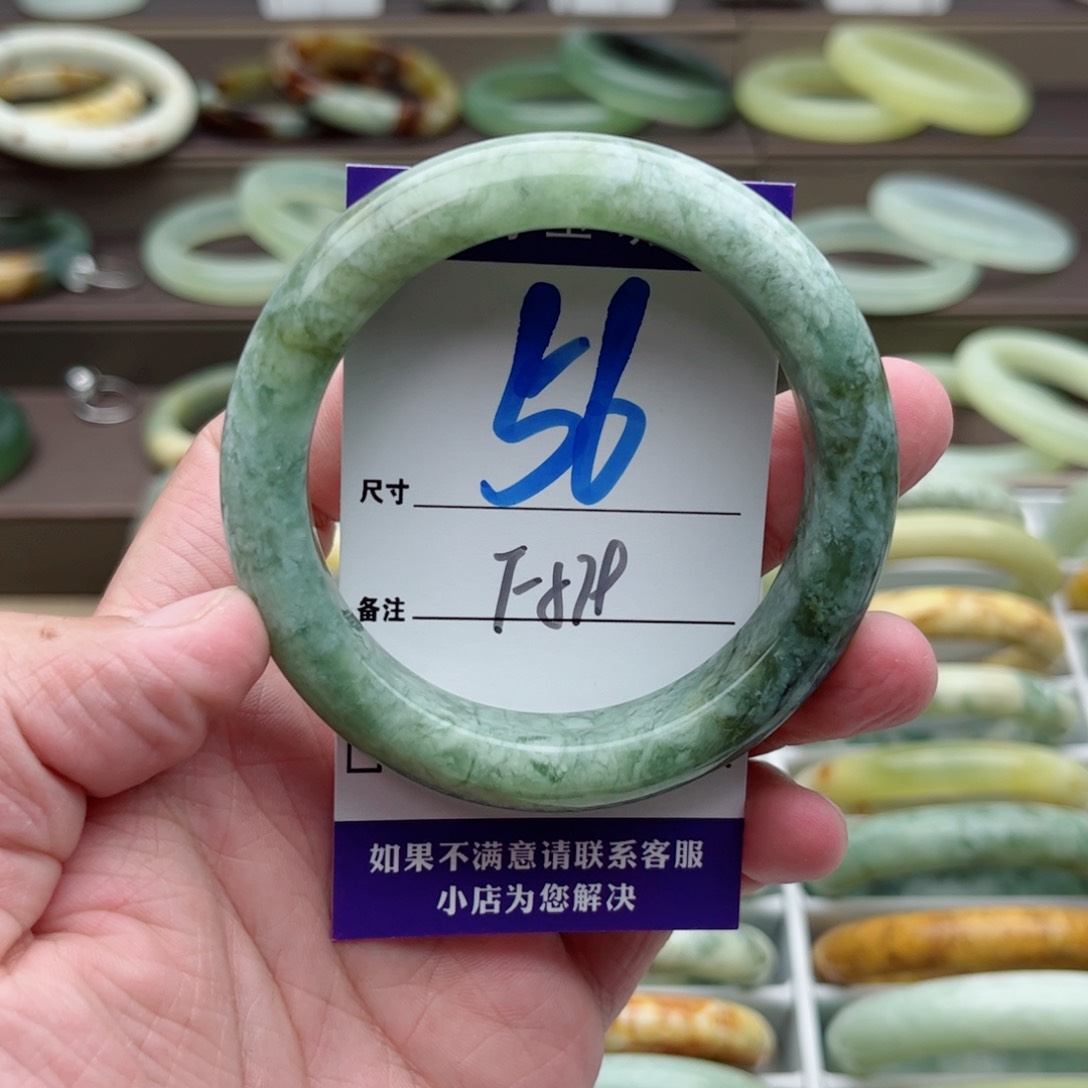 尺寸 56
备注
如果不满意请联系客服
小店为您解决